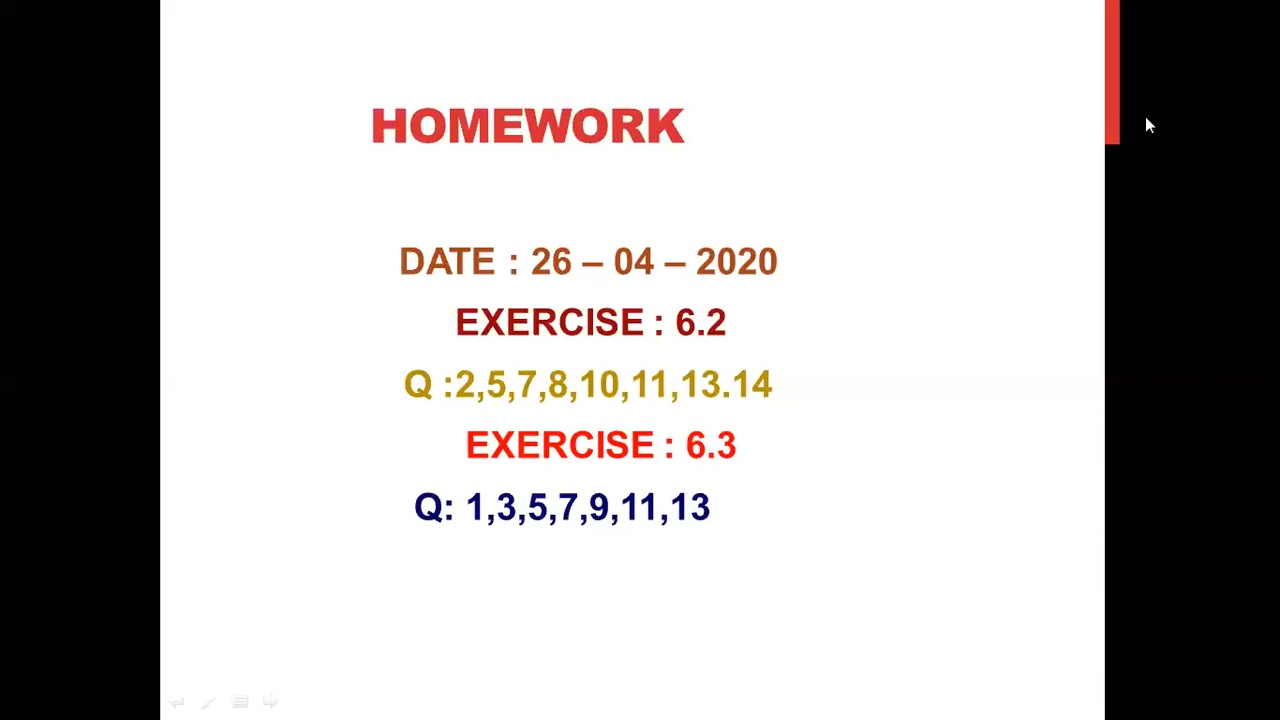 HOMEWORK
DATE : 26 – 04 – 2020
EXERCISE : 6.2
Q :2,5,7,8,10,11,13.14
EXERCISE : 6.3
Q: 1,3,5,7,9,11,13